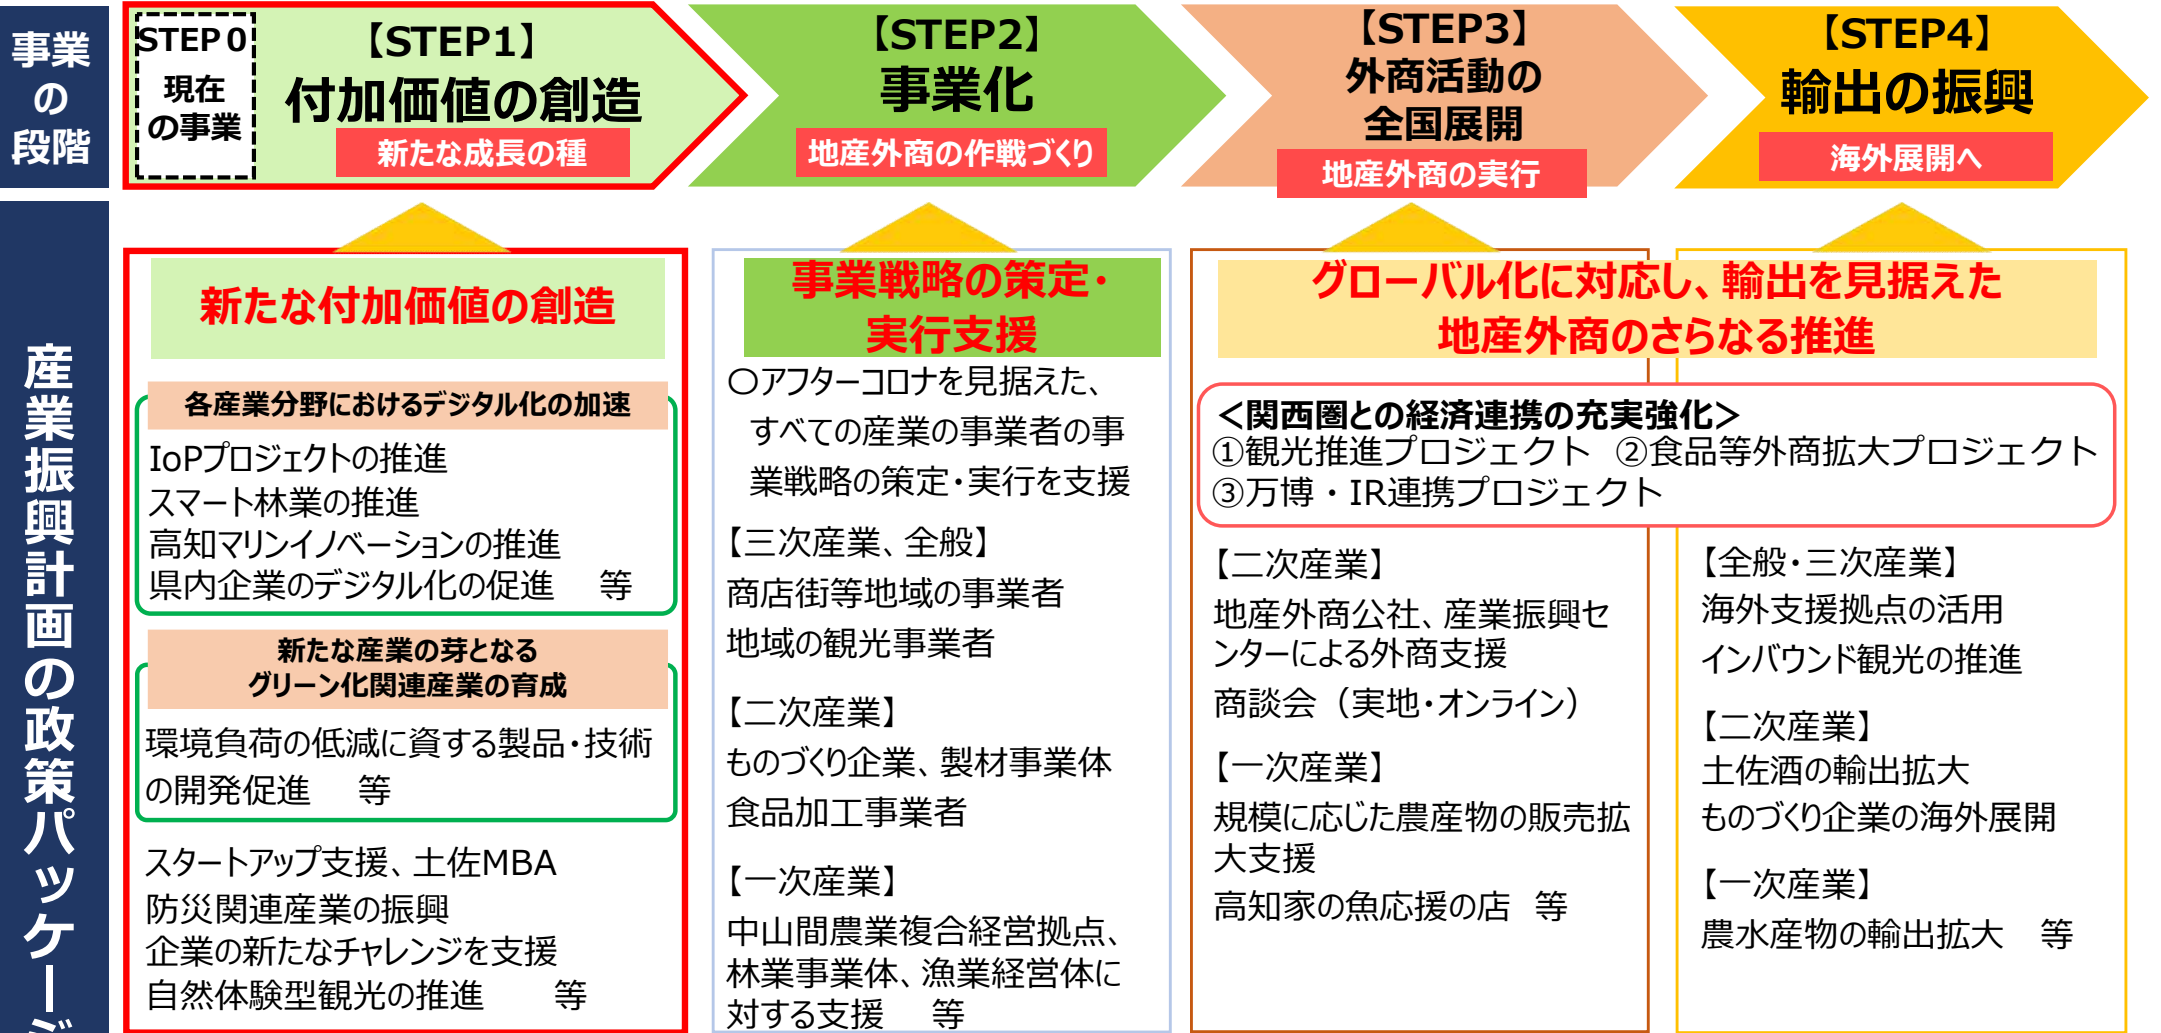 事業
の
段階
STEP０
現在
の事業
【STEP1】
付加価値の創造
新たな成長の種
【STEP2】
事業化
地産外商の作戦づくり
【STEP3】
外商活動の
全国展開
地産外商の実行
【STEP4】
輸出の振興
海外展開へ
産業振興計画の政策パッケージ
新たな付加価値の創造
各産業分野におけるデジタル化の加速
IoPプロジェクトの推進
スマート林業の推進
高知マリンイノベーションの推進
県内企業のデジタル化の促進　等
新たな産業の芽となる
グリーン化関連産業の育成
環境負荷の低減に資する製品・技術
の開発促進　等
スタートアップ支援、土佐MBA
防災関連産業の振興
企業の新たなチャレンジを支援
自然体験型観光の推進　　等
事業戦略の策定・
実行支援
○アフターコロナを見据えた、
すべての産業の事業者の事
業戦略の策定・実行を支援
【三次産業、全般】
商店街等地域の事業者
地域の観光事業者
【二次産業】
ものづくり企業、製材事業体
食品加工事業者
【一次産業】
中山間農業複合経営拠点、
林業事業体、漁業経営体に
対する支援　等
グローバル化に対応し、輸出を見据えた
地産外商のさらなる推進
＜関西圏との経済連携の充実強化＞
①観光推進プロジェクト　②食品等外商拡大プロジェクト
③万博・IR連携プロジェクト
【二次産業】
地産外商公社、産業振興セ
ンターによる外商支援
商談会（実地・オンライン）
【一次産業】
規模に応じた農産物の販売拡
大支援
高知家の魚応援の店　等
【全般・三次産業】
海外支援拠点の活用
インバウンド観光の推進
【二次産業】
土佐酒の輸出拡大
ものづくり企業の海外展開
【一次産業】
農水産物の輸出拡大　等